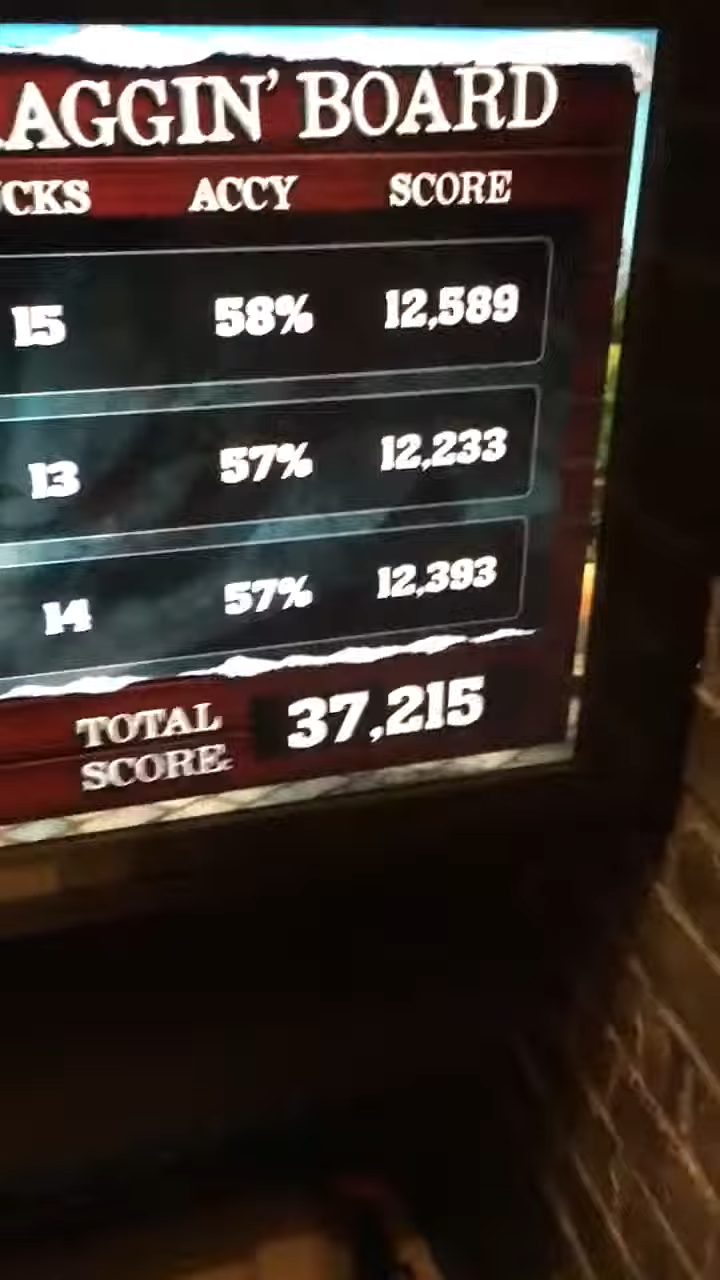 AGGIN' BOARD
CKS ACCY SCORE
15 58% 12,589
13 57% 12,233
14 57% 12,393
TOTAL SCORE: 37,215